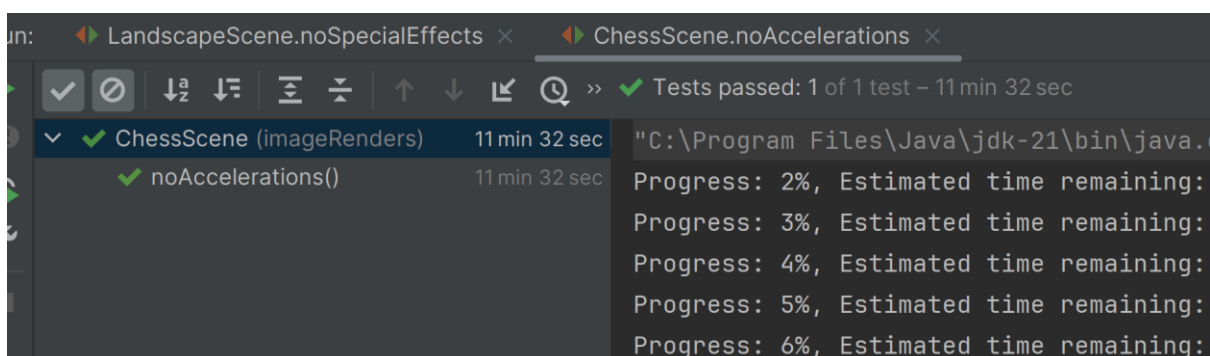 un: LandscapeScene.noSpecialEffects × ChessScene.noAccelerations ×
Tests passed: 1 of 1 test – 11 min 32 sec
ChessScene (imageRenders) 11 min 32 sec
noAccelerations() 11 min 32 sec
"C:\Program Files\Java\jdk-21\bin\java.
Progress: 2%, Estimated time remaining:
Progress: 3%, Estimated time remaining:
Progress: 4%, Estimated time remaining:
Progress: 5%, Estimated time remaining:
Progress: 6%, Estimated time remaining: